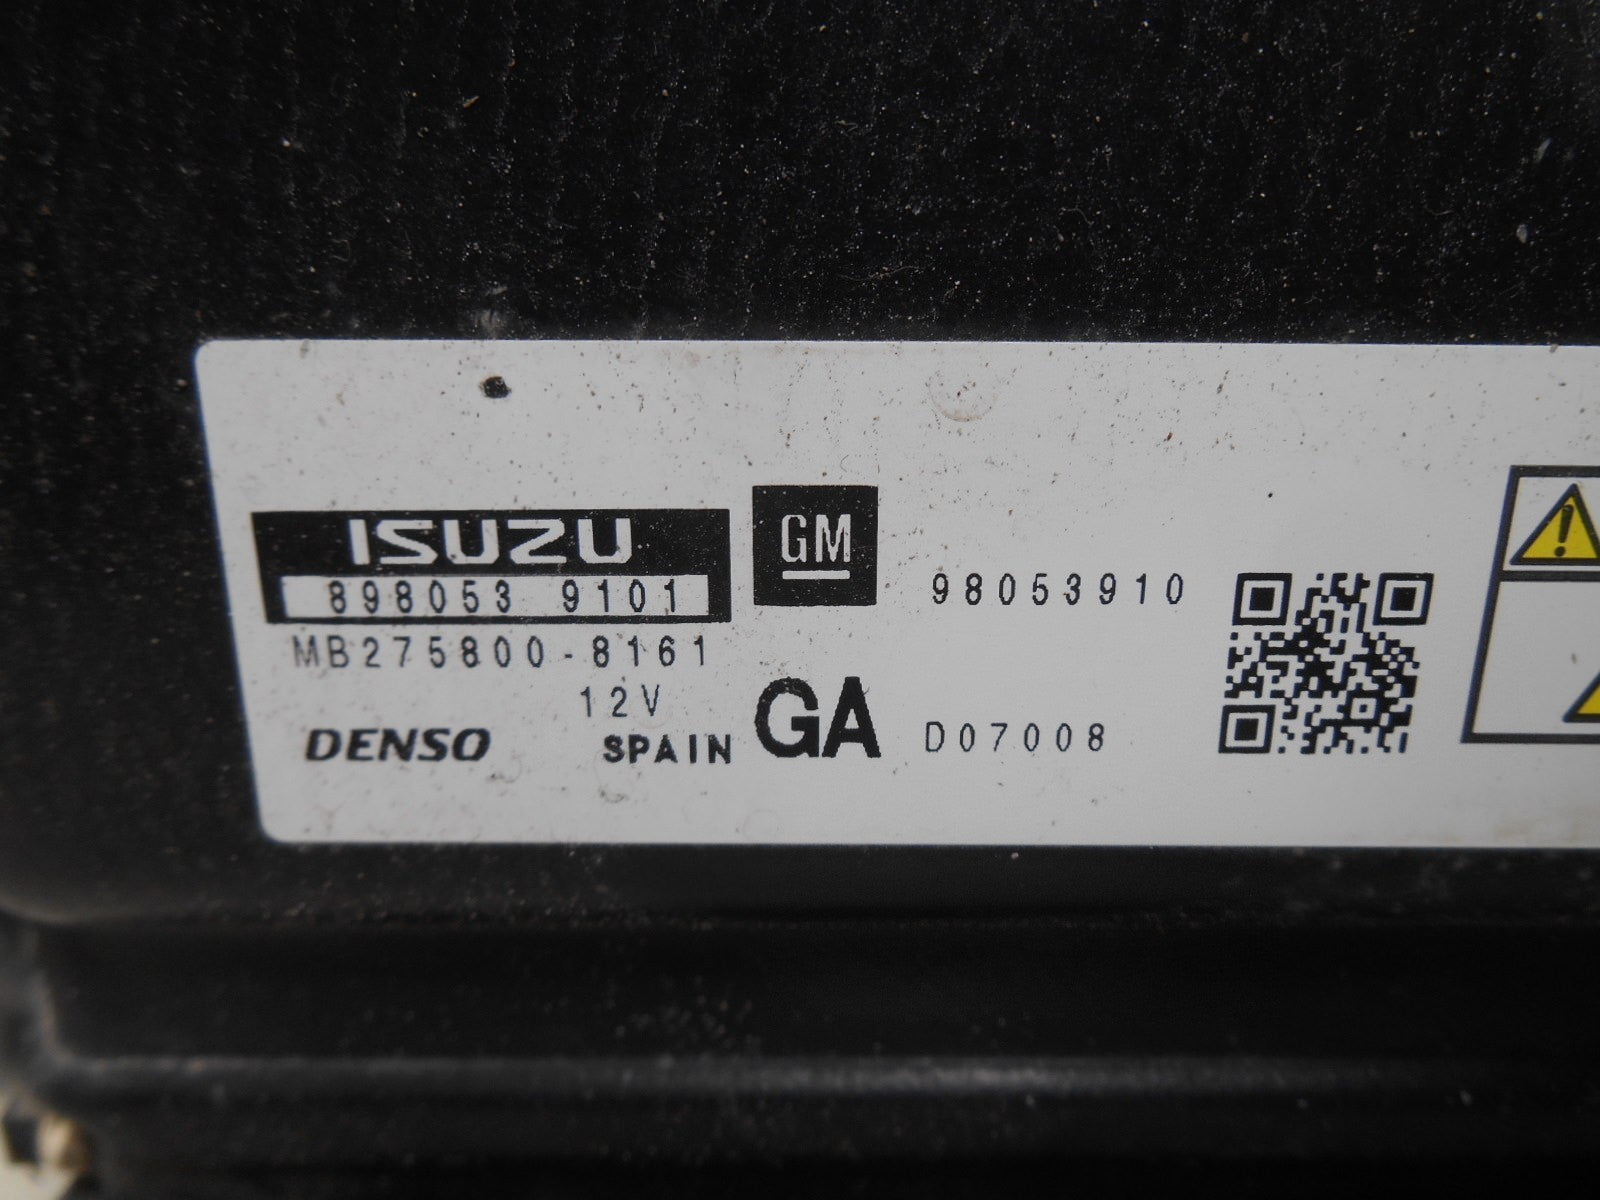 ISUZU
898053 9101
MB275800-8161
12V
DENSO
SPAIN
GM
98053910
GA
D07008